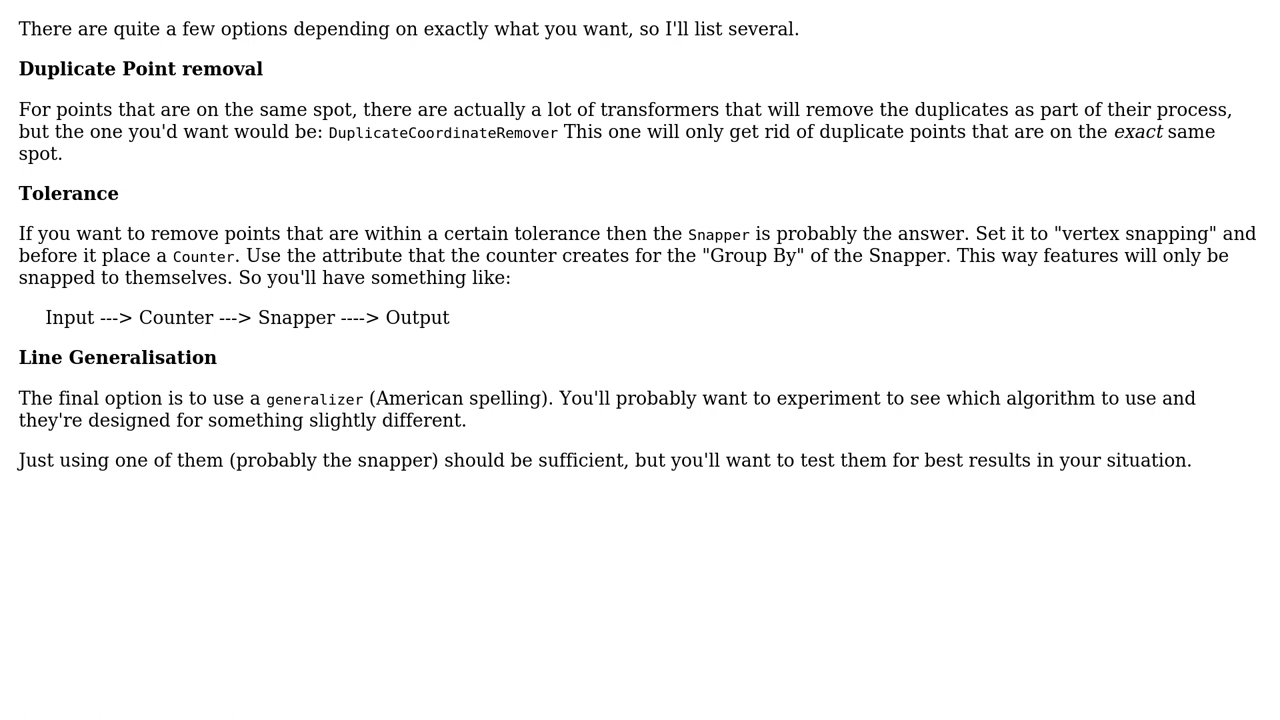 There are quite a few options depending on exactly what you want, so I'll list several.
Duplicate Point removal
For points that are on the same spot, there are actually a lot of transformers that will remove the duplicates as part of their process,
but the one you'd want would be: DuplicateCoordinateRemover This one will only get rid of duplicate points that are on the exact same
spot.
Tolerance
If you want to remove points that are within a certain tolerance then the Snapper is probably the answer. Set it to "vertex snapping" and
before it place a Counter. Use the attribute that the counter creates for the "Group By" of the Snapper. This way features will only be
snapped to themselves. So you'll have something like:
Input ---> Counter ---> Snapper ----> Output
Line Generalisation
The final option is to use a generalizer (American spelling). You'll probably want to experiment to see which algorithm to use and
they're designed for something slightly different.
Just using one of them (probably the snapper) should be sufficient, but you'll want to test them for best results in your situation.